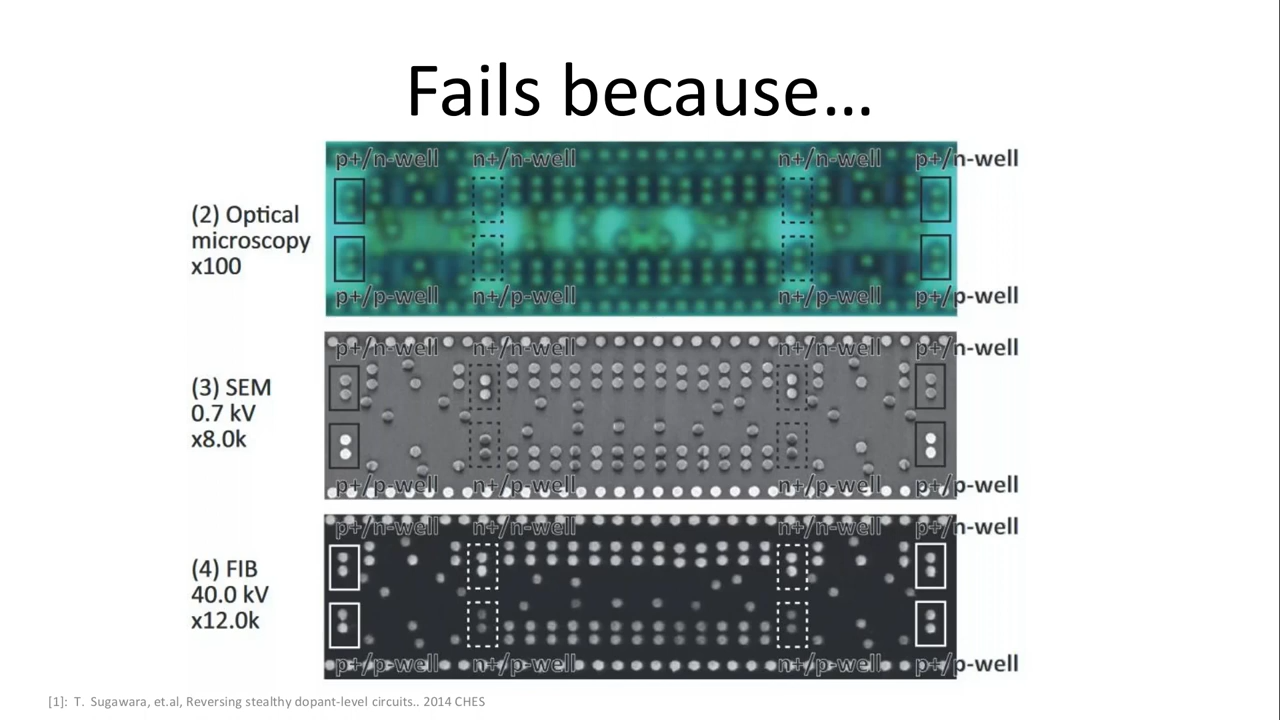 Fails because...
p+/n-well n+/n-well n+/n-well p+/n-well
(2) Optical
microscopy
x100
p+/p-well n+/p-well n+/p-well p+/p-well
p+/n-well n+/n-well n+/n-well p+/n-well
(3) SEM
0.7 kV
x8.0k
p+/p-well n+/p-well n+/p-well p+/p-well
p+/n-well n+/n-well n+/n-well p+/n-well
(4) FIB
40.0 kV
x12.0k
p+/p-well n+/p-well n+/p-well p+/p-well
[1]: T. Sugawara, et.al, Reversing stealthy dopant-level circuits.. 2014 CHES